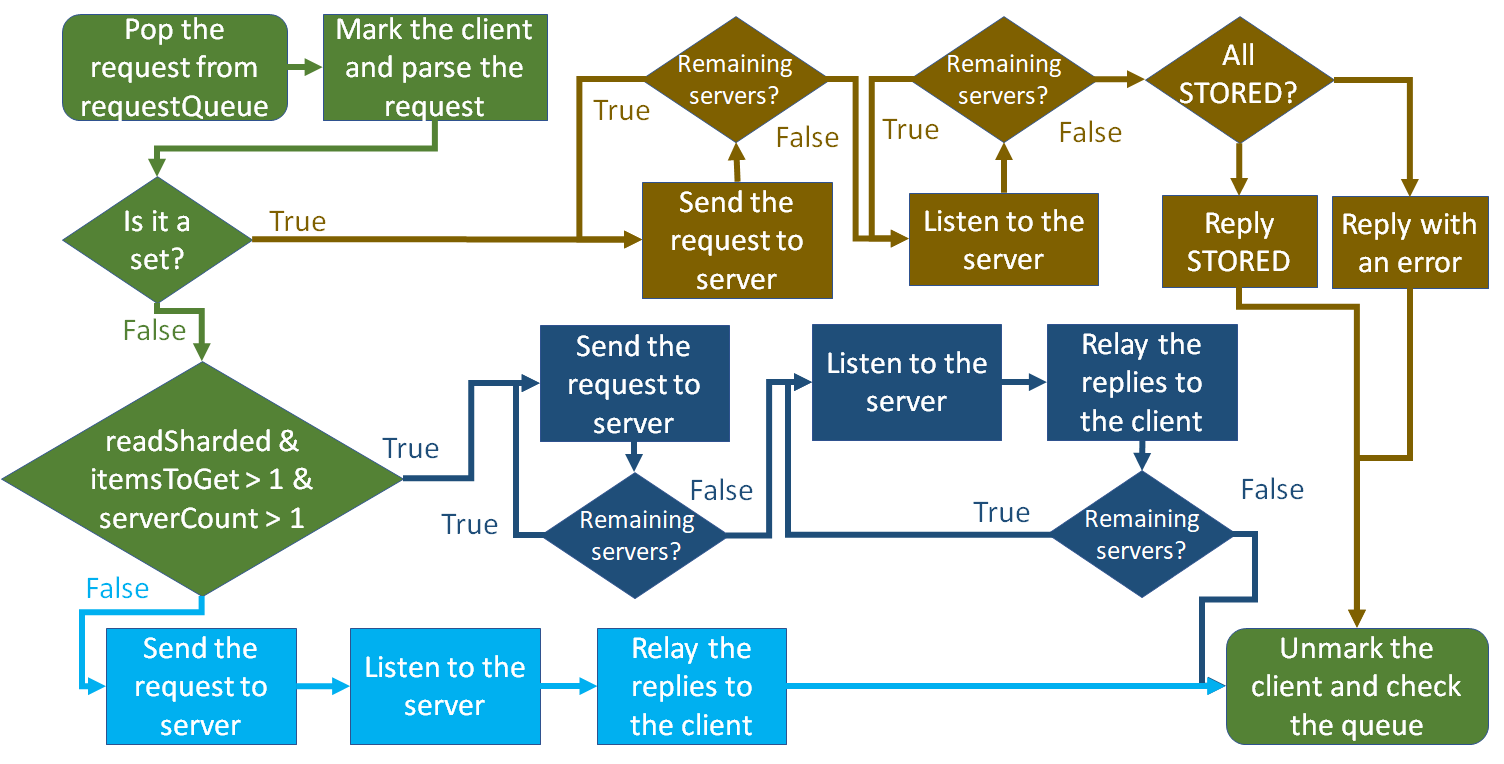 Pop the
request from
requestQueue
Mark the client
and parse the
request
Remaining
servers?
True
False
Remaining
servers?
True
False
All
STORED?
Is it a
set?
True
False
Send the
request to
server
Listen to the
server
Reply
STORED
Reply with
an error
readSharded &
itemsToGet > 1 &
serverCount > 1
True
False
Send the
request to
server
Remaining
servers?
True
False
Listen to the
server
Relay the
replies to
the client
Remaining
servers?
True
False
Send the
request to
server
Listen to the
server
Relay the
replies to
the client
Unmark the
client and check
the queue